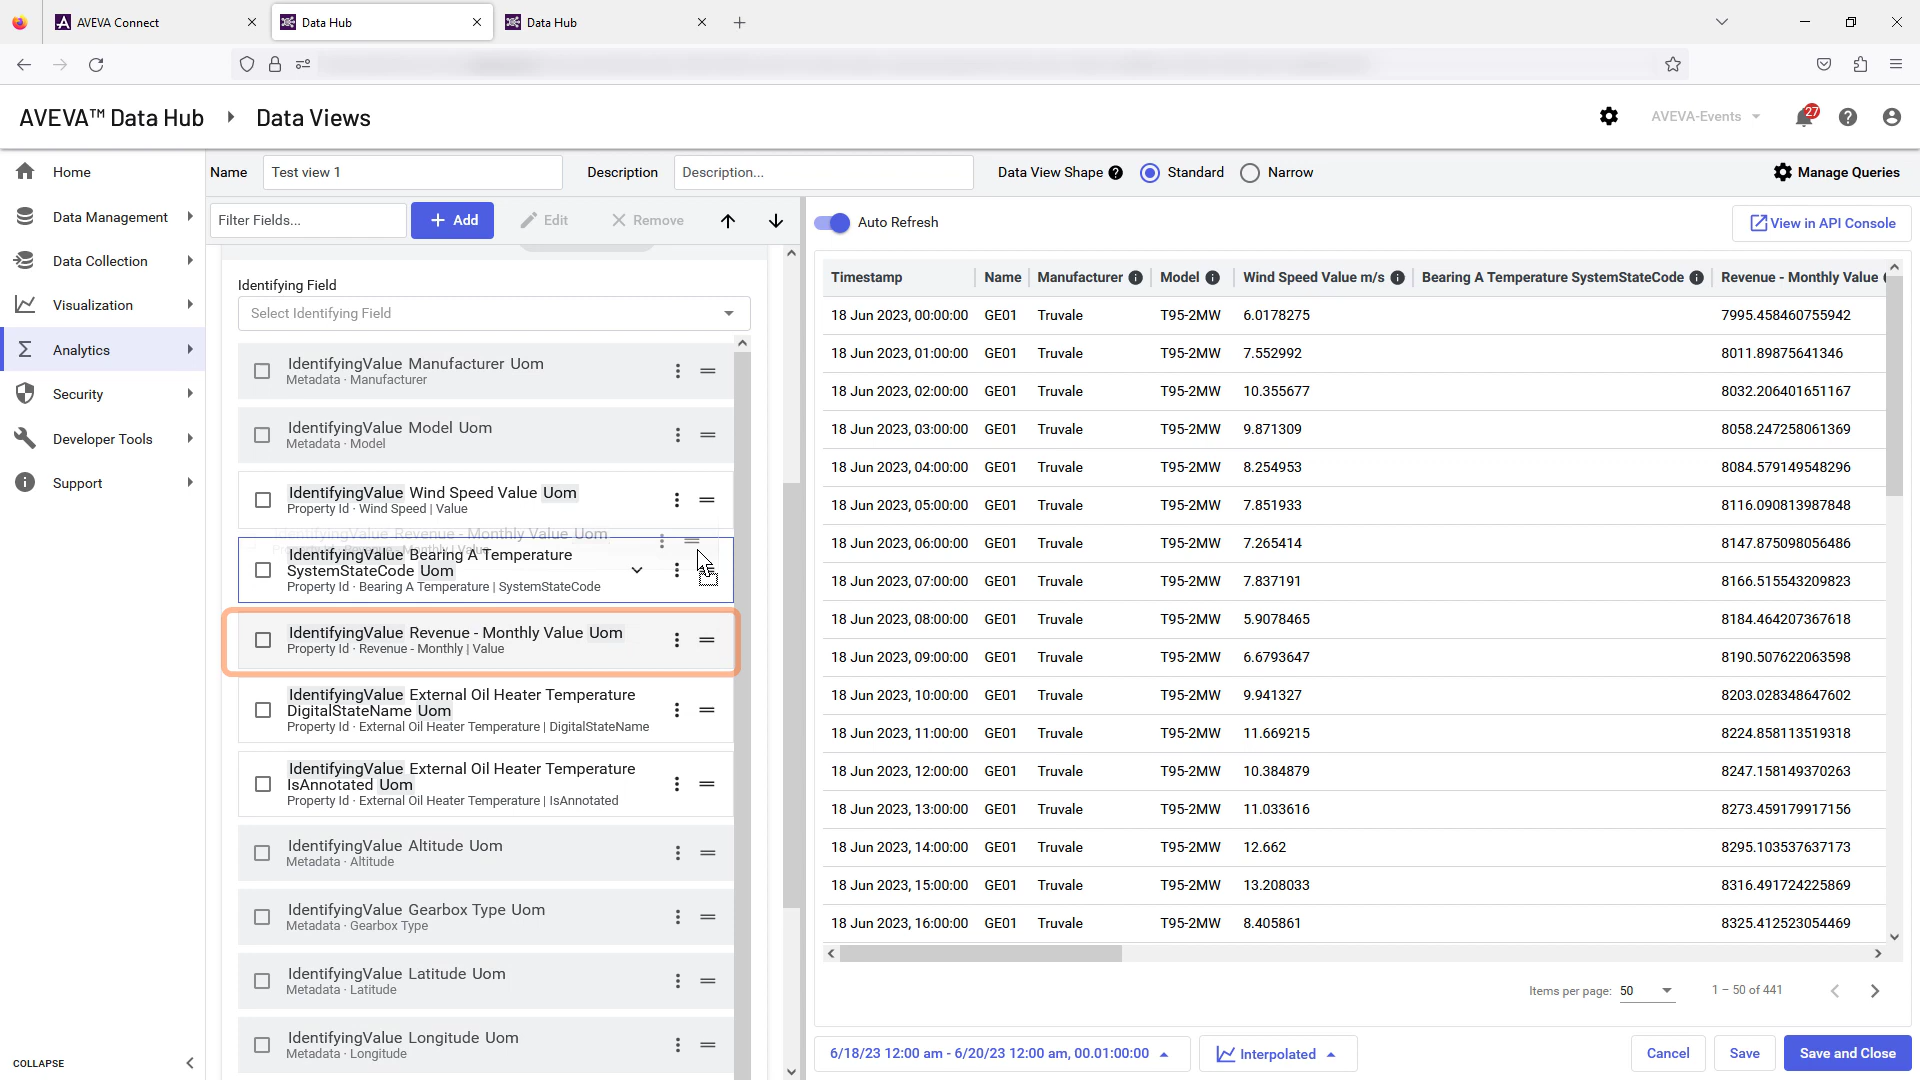 AVEVA Connect
Data Hub
Data Hub
AVEVA™ Data Hub
Data Views
AVEVA-Events
27
Home
Data Management
Data Collection
Visualization
Analytics
Security
Developer Tools
Support
COLLAPSE
Name
Test view 1
Description
Description...
Data View Shape
Standard
Narrow
Manage Queries
Filter Fields...
Add
Edit
Remove
Identifying Field
Select Identifying Field
IdentifyingValue Manufacturer Uom
Metadata · Manufacturer
IdentifyingValue Model Uom
Metadata · Model
IdentifyingValue Wind Speed Value Uom
Property Id · Wind Speed | Value
IdentifyingValue Revenue - Monthly Value Uom
IdentifyingValue Bearing A Temperature
SystemStateCode Uom
Property Id · Bearing A Temperature | SystemStateCode
IdentifyingValue Revenue - Monthly Value Uom
Property Id · Revenue - Monthly | Value
IdentifyingValue External Oil Heater Temperature
DigitalStateName Uom
Property Id · External Oil Heater Temperature | DigitalStateName
IdentifyingValue External Oil Heater Temperature
IsAnnotated Uom
Property Id · External Oil Heater Temperature | IsAnnotated
IdentifyingValue Altitude Uom
Metadata · Altitude
IdentifyingValue Gearbox Type Uom
Metadata · Gearbox Type
IdentifyingValue Latitude Uom
Metadata · Latitude
IdentifyingValue Longitude Uom
Metadata · Longitude
Auto Refresh
View in API Console
Timestamp Name Manufacturer Model Wind Speed Value m/s Bearing A Temperature SystemStateCode Revenue - Monthly Value
18 Jun 2023, 00:00:00 GE01 Truvale T95-2MW 6.0178275 7995.458460755942
18 Jun 2023, 01:00:00 GE01 Truvale T95-2MW 7.552992 8011.89875641346
18 Jun 2023, 02:00:00 GE01 Truvale T95-2MW 10.355677 8032.206401651167
18 Jun 2023, 03:00:00 GE01 Truvale T95-2MW 9.871309 8058.247258061369
18 Jun 2023, 04:00:00 GE01 Truvale T95-2MW 8.254953 8084.579149548296
18 Jun 2023, 05:00:00 GE01 Truvale T95-2MW 7.851933 8116.090813987848
18 Jun 2023, 06:00:00 GE01 Truvale T95-2MW 7.265414 8147.875098056486
18 Jun 2023, 07:00:00 GE01 Truvale T95-2MW 7.837191 8166.515543209823
18 Jun 2023, 08:00:00 GE01 Truvale T95-2MW 5.9078465 8184.464207367618
18 Jun 2023, 09:00:00 GE01 Truvale T95-2MW 6.6793647 8190.507622063598
18 Jun 2023, 10:00:00 GE01 Truvale T95-2MW 9.941327 8203.028348647602
18 Jun 2023, 11:00:00 GE01 Truvale T95-2MW 11.669215 8224.858113519318
18 Jun 2023, 12:00:00 GE01 Truvale T95-2MW 10.384879 8247.158149370263
18 Jun 2023, 13:00:00 GE01 Truvale T95-2MW 11.033616 8273.459179917156
18 Jun 2023, 14:00:00 GE01 Truvale T95-2MW 12.662 8295.103537637173
18 Jun 2023, 15:00:00 GE01 Truvale T95-2MW 13.208033 8316.491724225869
18 Jun 2023, 16:00:00 GE01 Truvale T95-2MW 8.405861 8325.412523054469
Items per page: 50
1 – 50 of 441
6/18/23 12:00 am - 6/20/23 12:00 am, 00.01:00:00
Interpolated
Cancel
Save
Save and Close